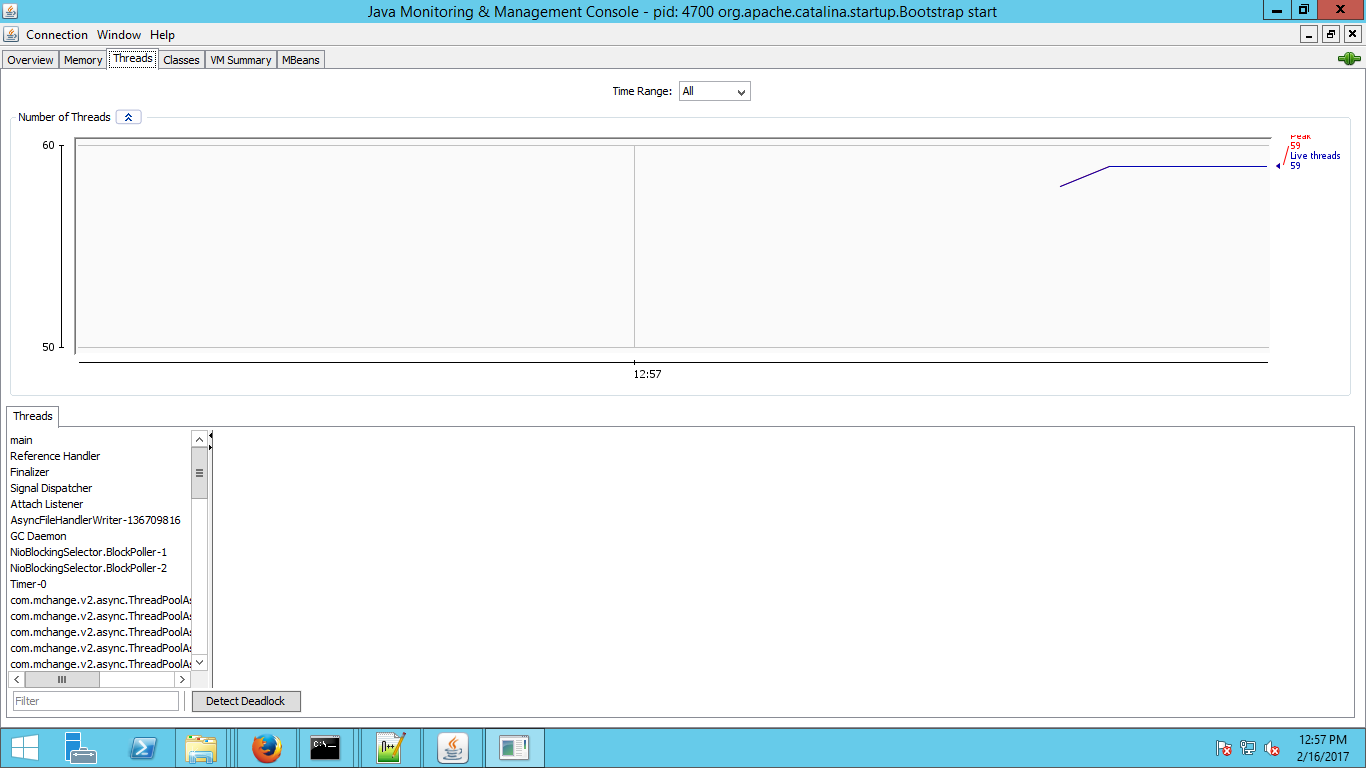 Java Monitoring & Management Console - pid: 4700 org.apache.catalina.startup.Bootstrap start
Connection Window Help
Overview Memory Threads Classes VM Summary MBeans
Time Range: All
Number of Threads
60
50
12:57
Peak
59
Live threads
59
Threads
main
Reference Handler
Finalizer
Signal Dispatcher
Attach Listener
AsyncFileHandlerWriter-136709816
GC Daemon
NioBlockingSelector.BlockPoller-1
NioBlockingSelector.BlockPoller-2
Timer-0
com.mchange.v2.async.ThreadPoolAs
com.mchange.v2.async.ThreadPoolAs
com.mchange.v2.async.ThreadPoolAs
com.mchange.v2.async.ThreadPoolAs
com.mchange.v2.async.ThreadPoolAs
Filter
Detect Deadlock
C:\_
12:57 PM
2/16/2017